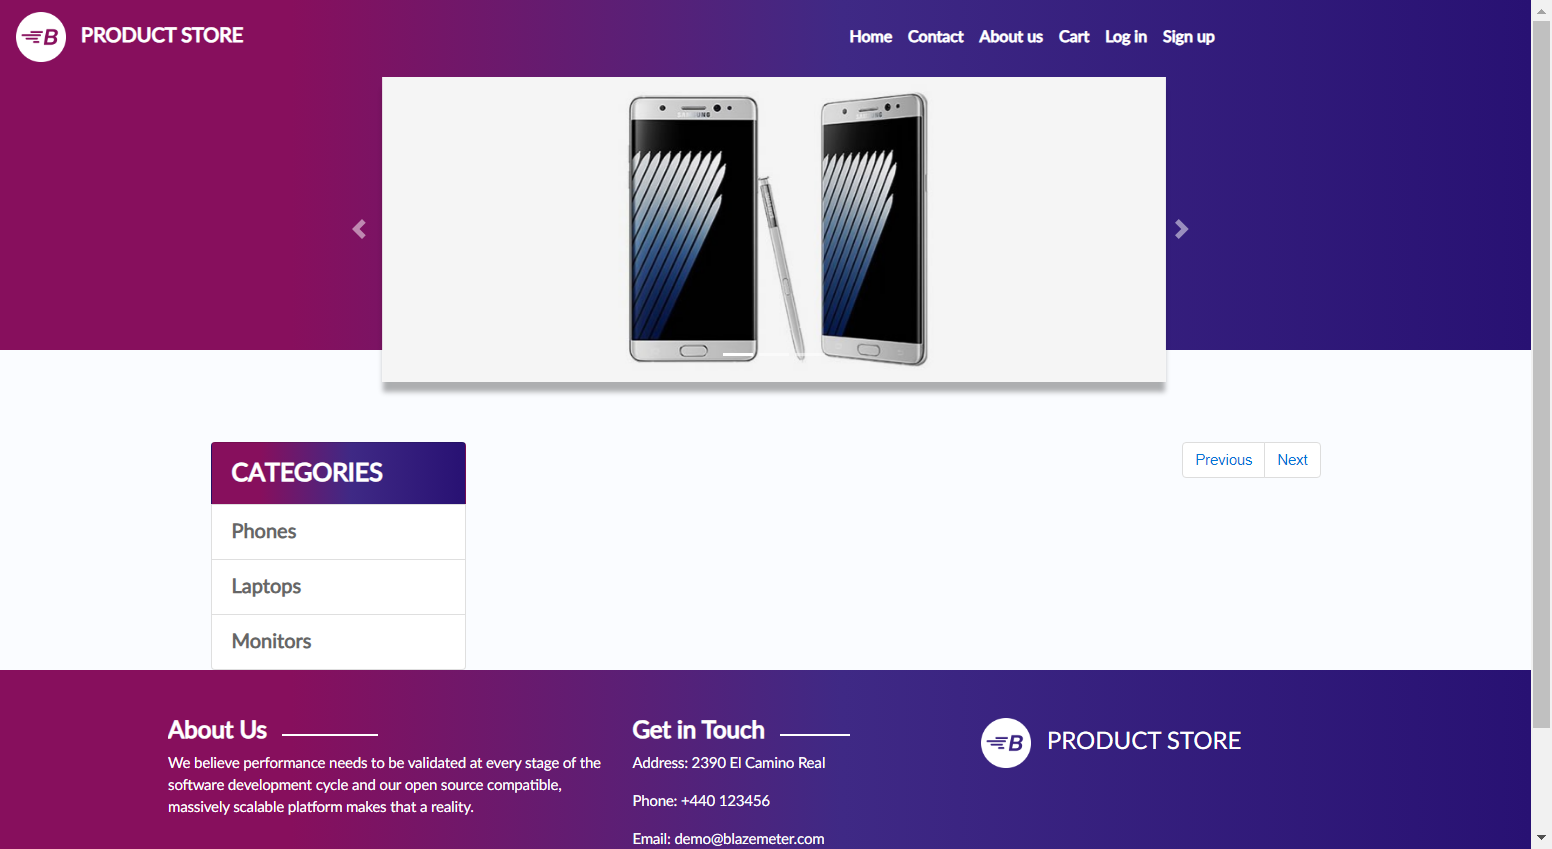 B PRODUCT STORE
Home Contact About us Cart Log in Sign up
SAMSUNG
CATEGORIES
Previous Next
Phones
Laptops
Monitors
About Us
We believe performance needs to be validated at every stage of the
software development cycle and our open source compatible,
massively scalable platform makes that a reality.
Get in Touch
Address: 2390 El Camino Real
Phone: +440 123456
Email: demo@blazemeter.com
B PRODUCT STORE